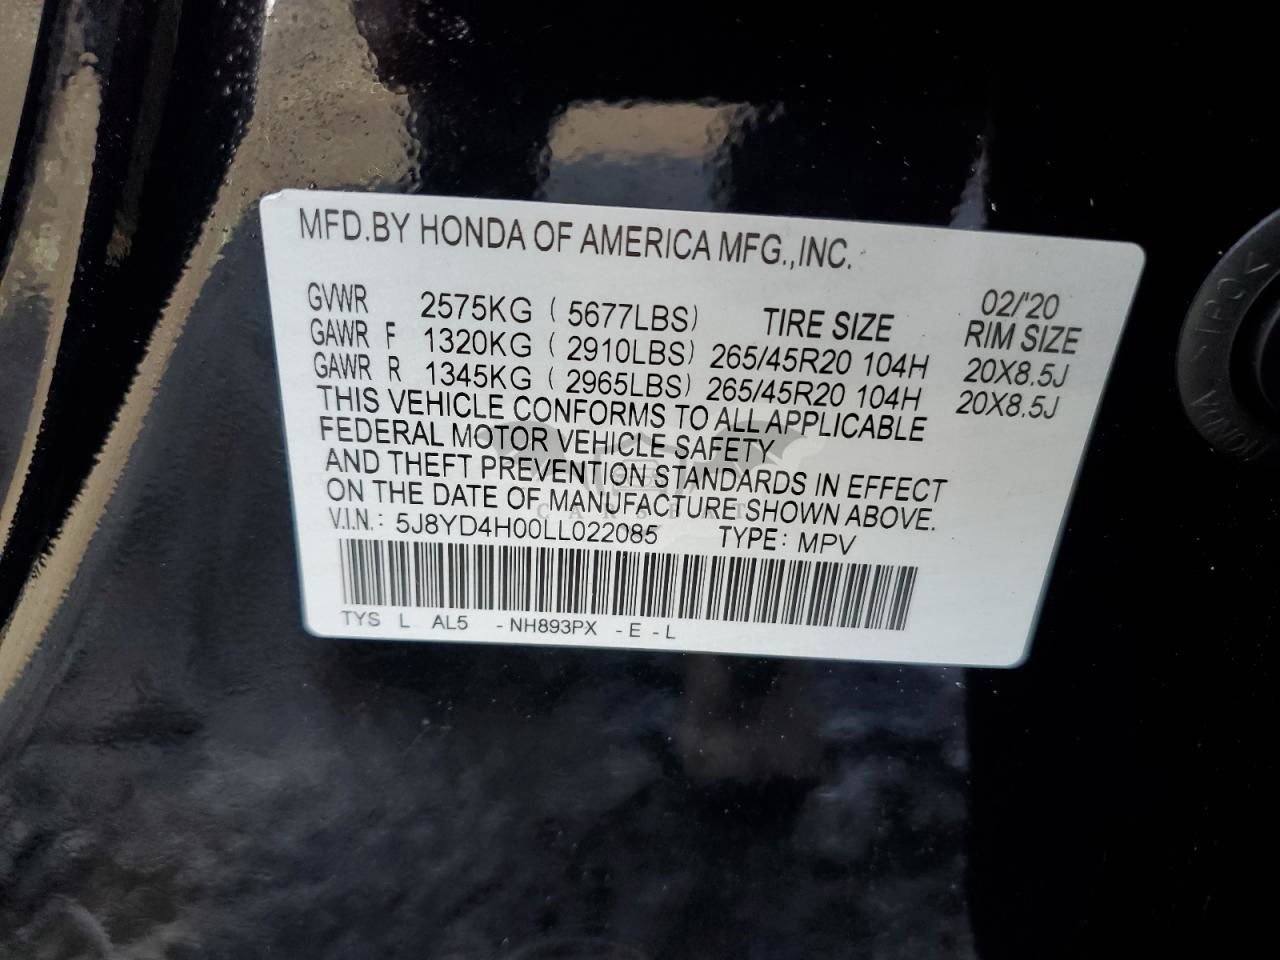 MFD.BY HONDA OF AMERICA MFG.,INC.
02/'20
GVWR 2575KG ( 5677LBS) TIRE SIZE RIM SIZE
GAWR F 1320KG ( 2910LBS) 265/45R20 104H 20X8.5J
GAWR R 1345KG ( 2965LBS) 265/45R20 104H 20X8.5J
THIS VEHICLE CONFORMS TO ALL APPLICABLE
FEDERAL MOTOR VEHICLE SAFETY
AND THEFT PREVENTION STANDARDS IN EFFECT
ON THE DATE OF MANUFACTURE SHOWN ABOVE.
V.I.N.: 5J8YD4H00LL022085 TYPE: MPV
TYS L AL5 -NH893PX -E -L